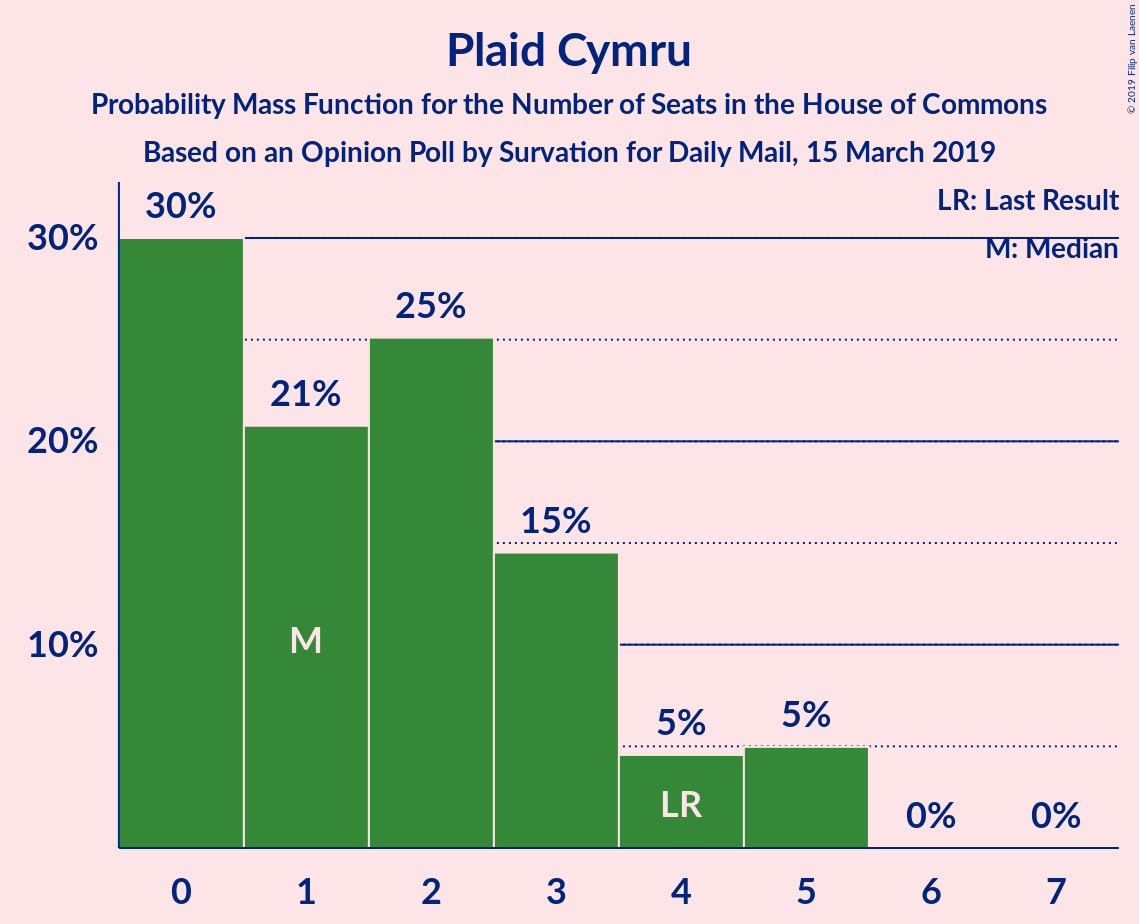 Plaid Cymru
Probability Mass Function for the Number of Seats in the House of Commons
Based on an Opinion Poll by Survation for Daily Mail, 15 March 2019
© 2019 Filip van Laenen
LR: Last Result
M: Median
30%
20%
10%
30%
21%
25%
15%
5%
5%
0%
0%
M
LR
0 1 2 3 4 5 6 7